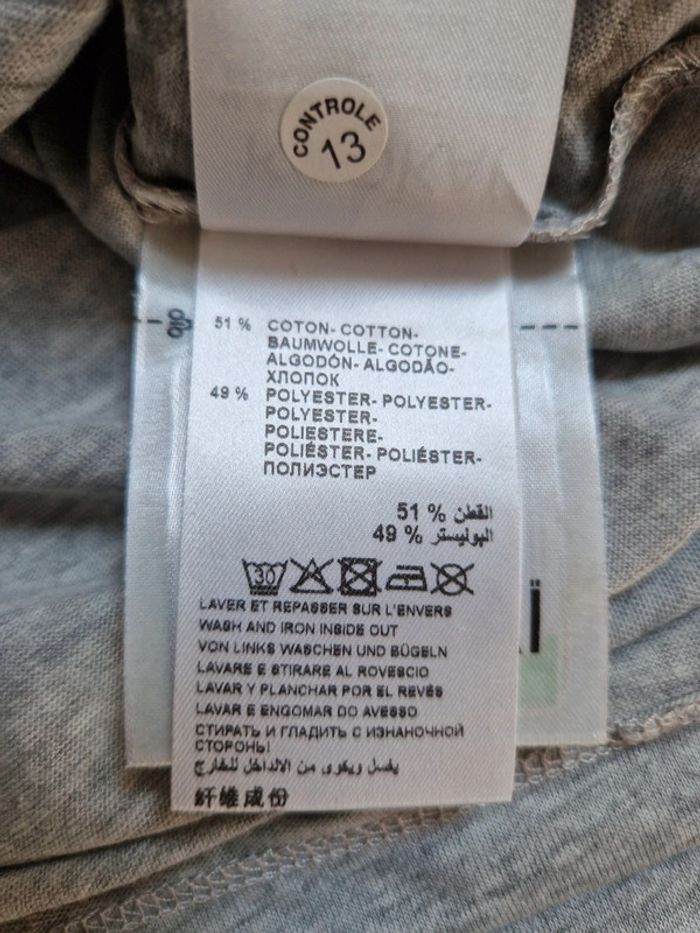 CONTROLE
13
51 % COTON- COTTON-
BAUMWOLLE- COTONE-
ALGODÓN- ALGODÃO-
ХЛОПОК
49 % POLYESTER- POLYESTER-
POLYESTER-
POLIESTERE-
POLIÉSTER- POLIÉSTER-
ПОЛИЭСТЕР
51 % القطن
49 % البوليستر
30
LAVER ET REPASSER SUR L'ENVERS
WASH AND IRON INSIDE OUT
VON LINKS WASCHEN UND BÜGELN
LAVARE E STIRARE AL ROVESCIO
LAVAR Y PLANCHAR POR EL REVÉS
LAVAR E ENGOMAR DO AVESSO
СТИРАТЬ И ГЛАДИТЬ С ИЗНАНОЧНОЙ
СТОРОНЫ
يغسل ويكوى من الالداخل للخارج
纤维成份